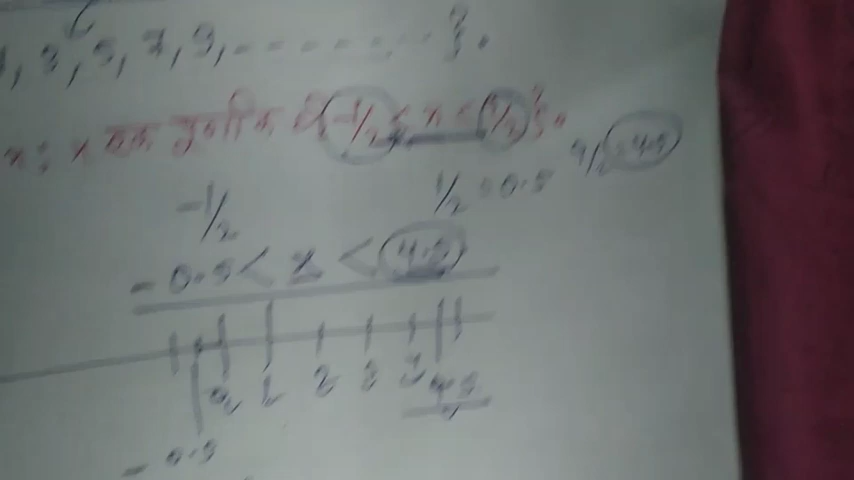 3, 5, 7, 9, - - - - - - - - }.
x : x एक पूर्णांक है, -1/2 < x < 9/2 }.
-1/2 1/2 = 0.5 9/2 = 4.5
- 0.5 < x < 4.5
0 1 2 3 4 4.5
- 0.5